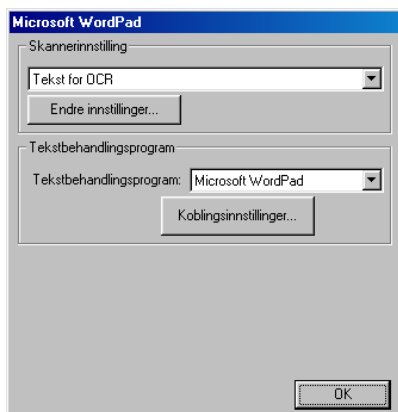 Microsoft WordPad
Skannerinnstilling
Tekst for OCR
Endre innstillinger...
Tekstbehandlingsprogram
Tekstbehandlingsprogram: Microsoft WordPad
Koblingsinnstillinger...
OK